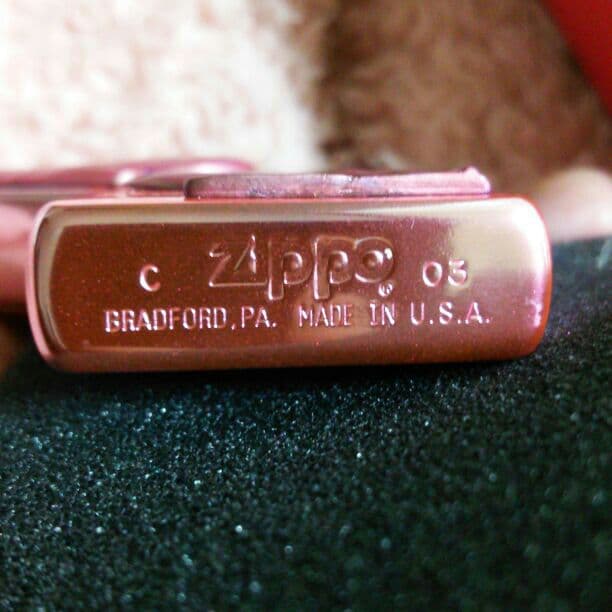 C zippo® 03
BRADFORD, PA. MADE IN U.S.A.